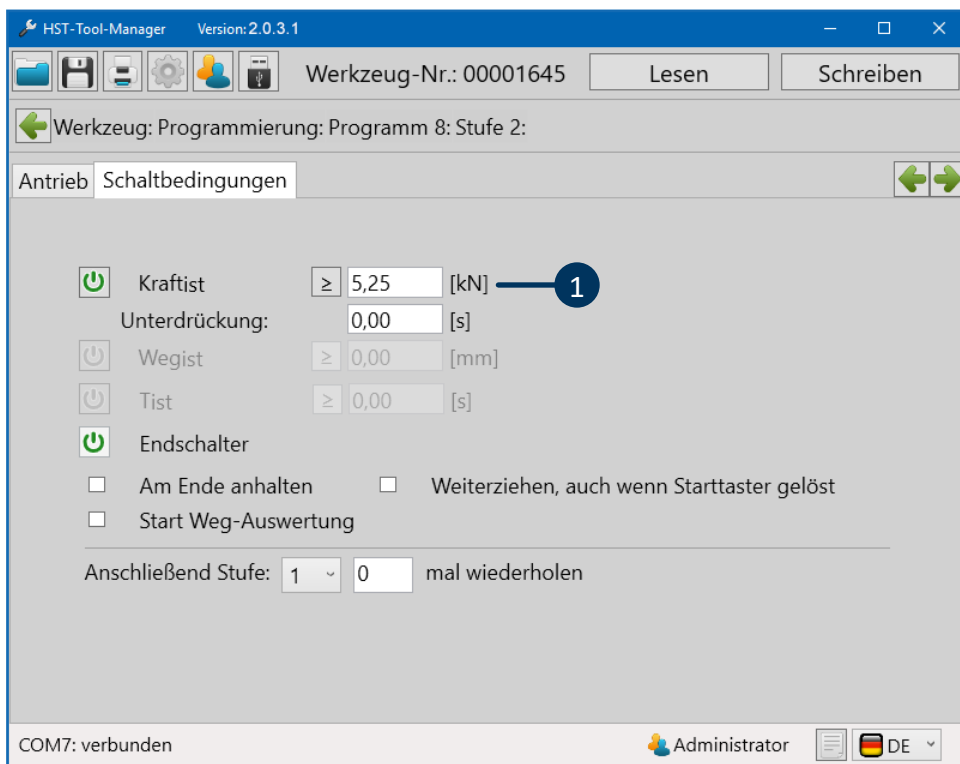 HST-Tool-Manager Version: 2.0.3.1
Werkzeug-Nr.: 00001645 Lesen Schreiben
Werkzeug: Programmierung: Programm 8: Stufe 2:
Antrieb Schaltbedingungen
Kraftist ≥ 5,25 [kN] 1
Unterdrückung: 0,00 [s]
Wegist ≥ 0,00 [mm]
Tist ≥ 0,00 [s]
Endschalter
Am Ende anhalten Weiterziehen, auch wenn Starttaster gelöst
Start Weg-Auswertung
Anschließend Stufe: 1 0 mal wiederholen
COM7: verbunden Administrator DE